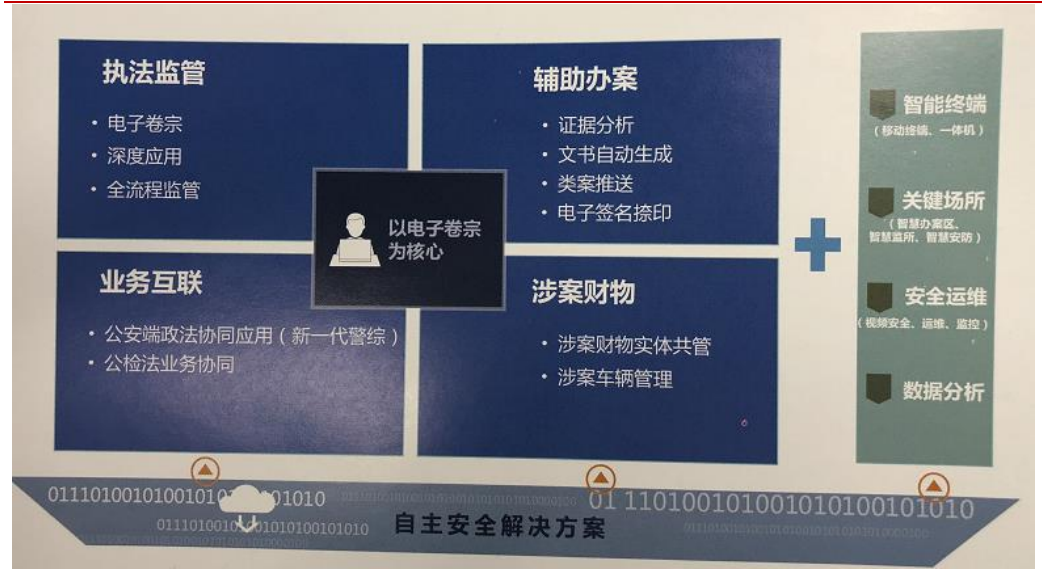 执法监管
• 电子卷宗
• 深度应用
• 全流程监管
辅助办案
• 证据分析
• 文书自动生成
• 类案推送
• 电子签名捺印
以电子卷宗
为核心
业务互联
• 公安端政法协同应用（新一代警综）
• 公检法业务协同
涉案财物
• 涉案财物实体共管
• 涉案车辆管理
智能终端
（移动终端、一体机）
关键场所
（智慧办案区、
智慧监所、智慧安防）
安全运维
（视频安全、运维、监控）
数据分析
自主安全解决方案